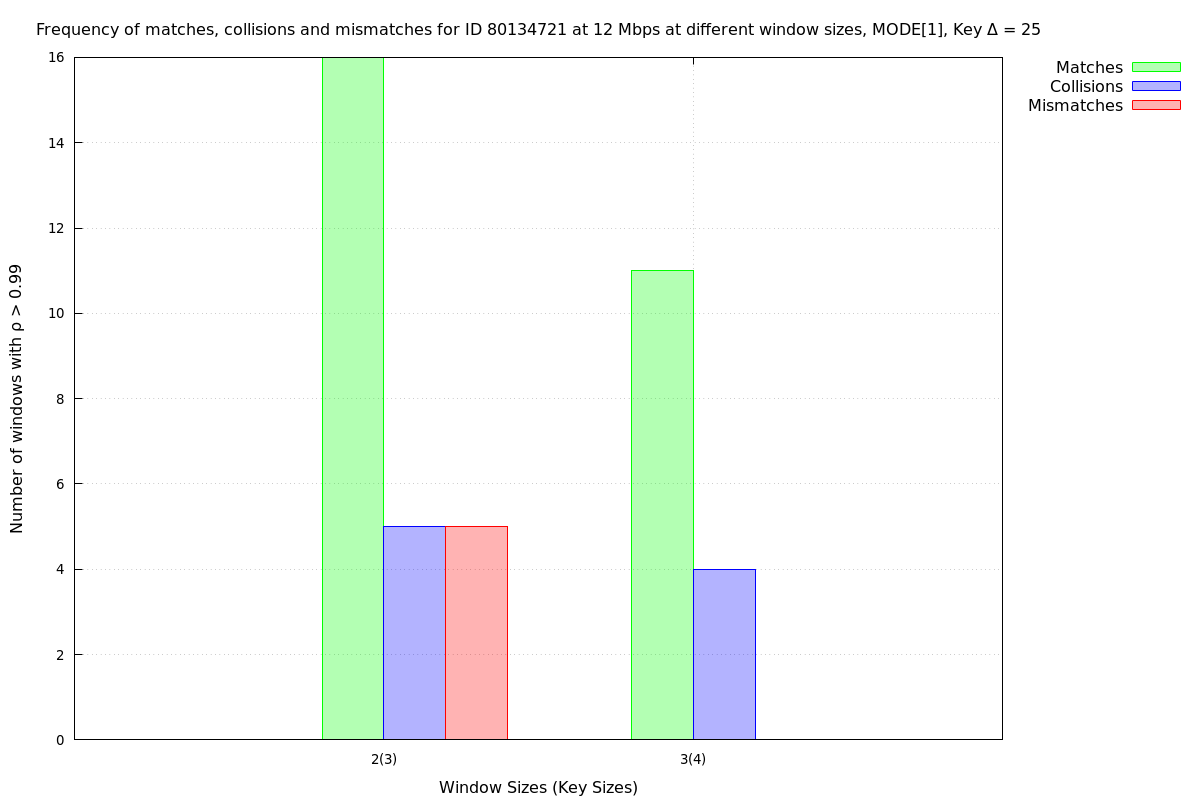 Frequency of matches, collisions and mismatches for ID 80134721 at 12 Mbps at different window sizes, MODE[1], Key Δ = 25
Matches
Collisions
Mismatches
Number of windows with ρ > 0.99
16
14
12
10
8
6
4
2
0
2(3)
3(4)
Window Sizes (Key Sizes)